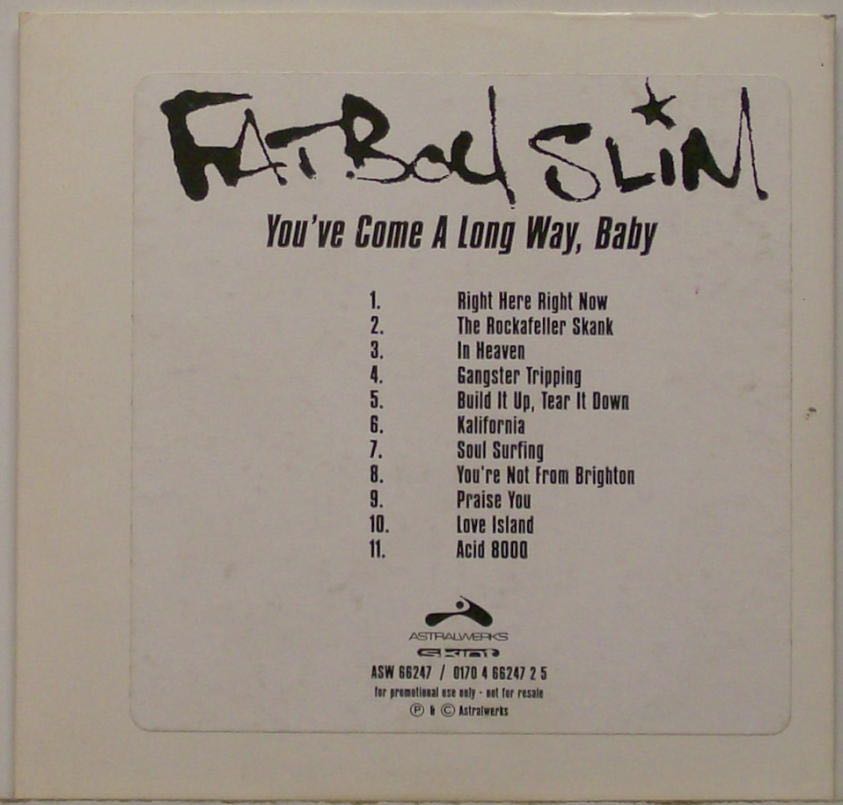 FATBOY SLIM
You've Come A Long Way, Baby
1. Right Here Right Now
2. The Rockafeller Skank
3. In Heaven
4. Gangster Tripping
5. Build It Up, Tear It Down
6. Kalifornia
7. Soul Surfing
8. You're Not From Brighton
9. Praise You
10. Love Island
11. Acid 8000
ASTRALWERKS
skint
ASW 66247 / 0170 4 66247 2 5
for promotional use only - not for resale
Ⓟ & © Astralwerks